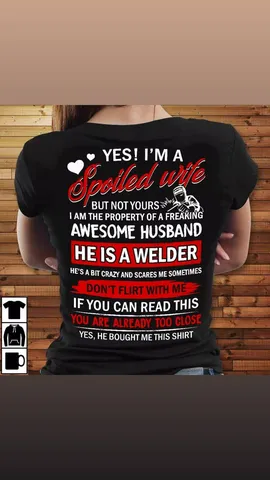 YES! I'M A
Spoiled wife
BUT NOT YOURS
I AM THE PROPERTY OF A FREAKING
AWESOME HUSBAND
HE IS A WELDER
HE'S A BIT CRAZY AND SCARES ME SOMETIMES
DON'T FLIRT WITH ME
IF YOU CAN READ THIS
YOU ARE ALREADY TOO CLOSE
YES, HE BOUGHT ME THIS SHIRT